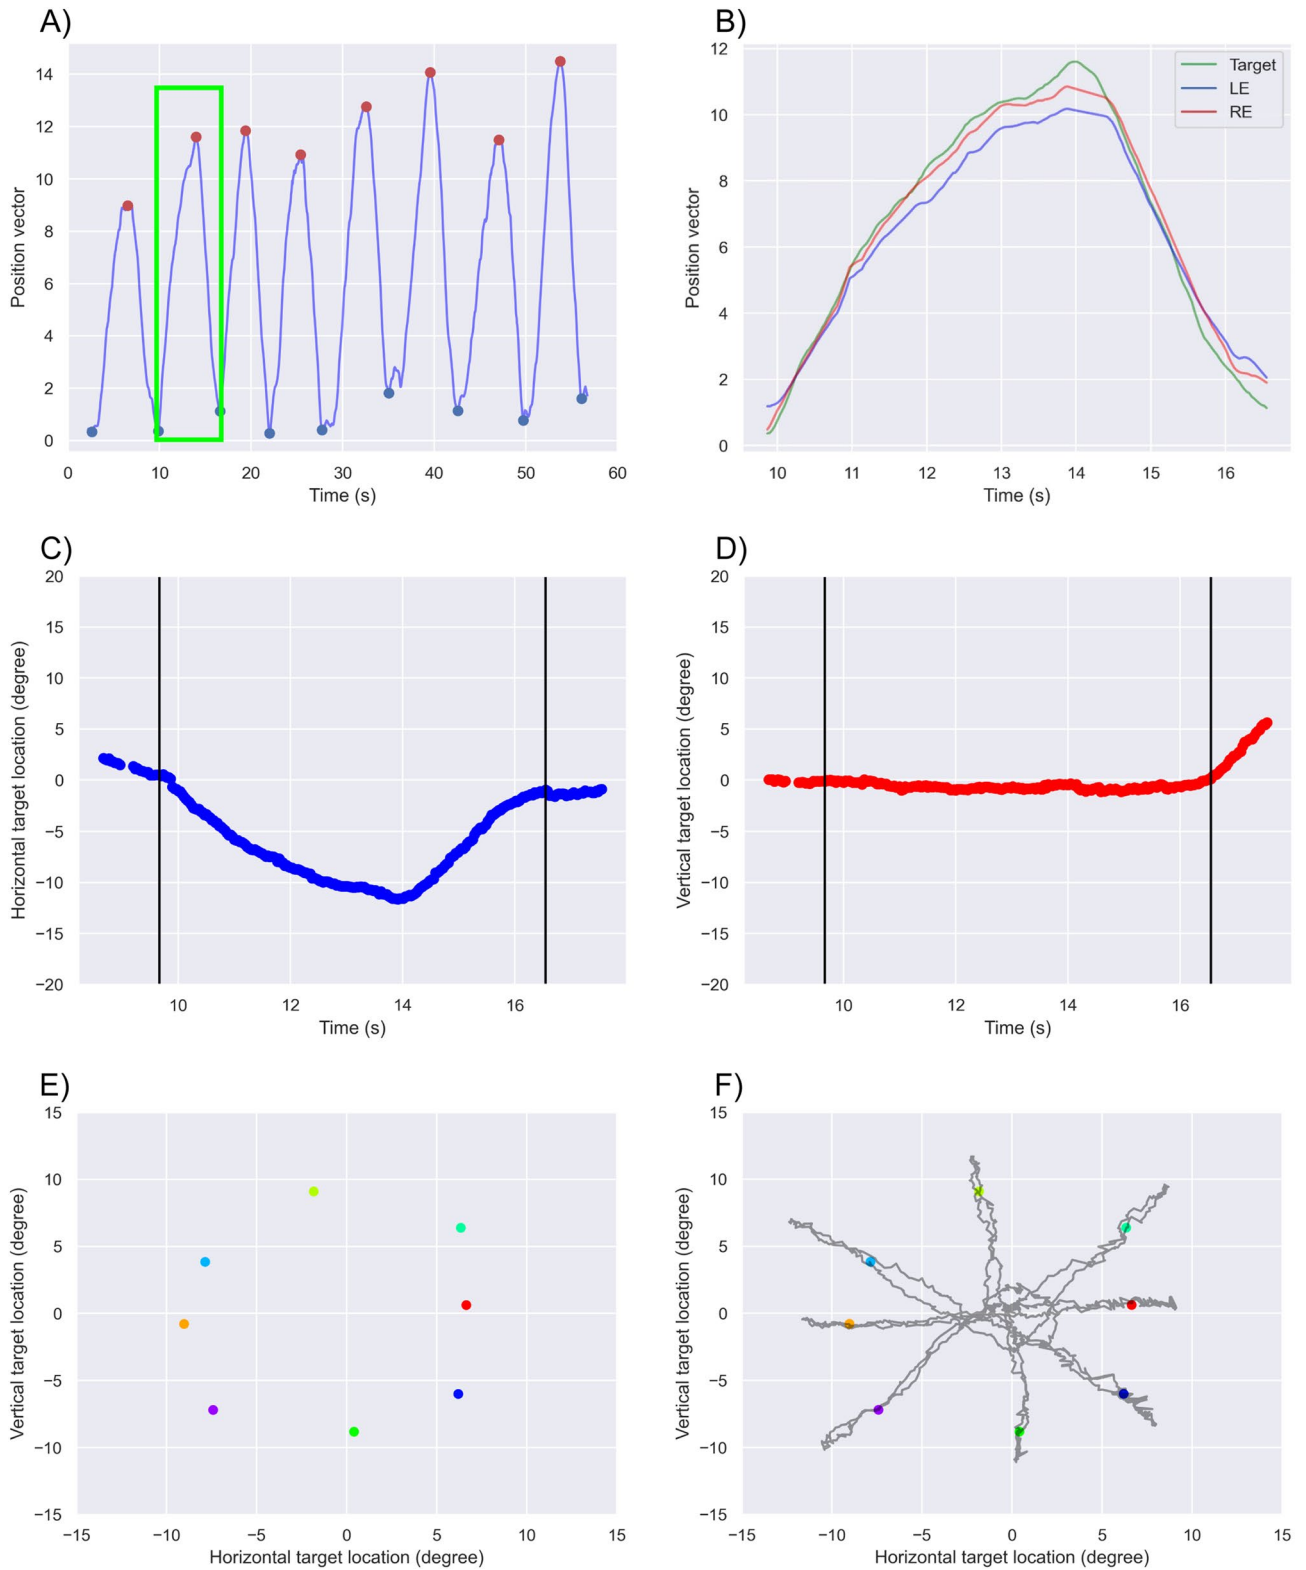 A)
14
12
10
8
6
4
2
0
Position vector
0 10 20 30 40 50 60
Time (s)
B)
12
10
8
6
4
2
0
Position vector
Target
LE
RE
10 11 12 13 14 15 16
Time (s)
C)
20
15
10
5
0
−5
−10
−15
−20
Horizontal target location (degree)
10 12 14 16
Time (s)
D)
20
15
10
5
0
−5
−10
−15
−20
Vertical target location (degree)
10 12 14 16
Time (s)
E)
15
10
5
0
−5
−10
−15
Vertical target location (degree)
−15 −10 −5 0 5 10 15
Horizontal target location (degree)
F)
15
10
5
0
−5
−10
−15
Vertical target location (degree)
−15 −10 −5 0 5 10 15
Horizontal target location (degree)